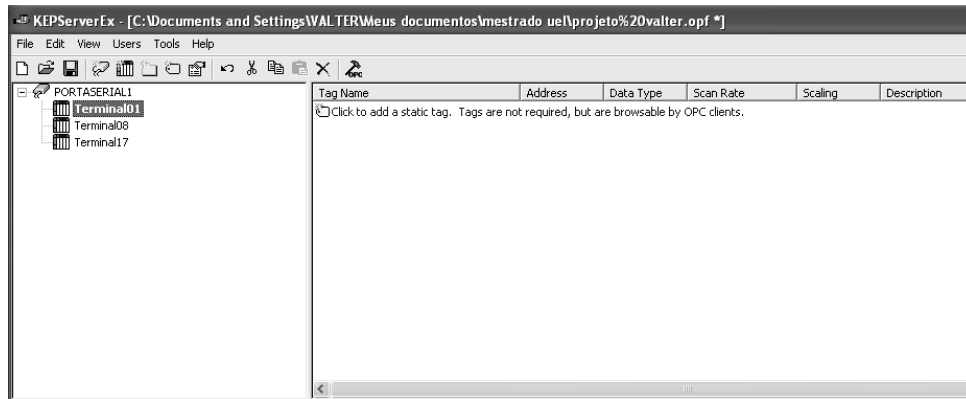 KEPServerEx - [C:\Documents and Settings\VALTER\Meus documentos\mestrado uel\projeto%20valter.opf *]
File Edit View Users Tools Help
PORTASERIAL1
Terminal01
Terminal08
Terminal17
Tag Name Address Data Type Scan Rate Scaling Description
Click to add a static tag. Tags are not required, but are browsable by OPC clients.